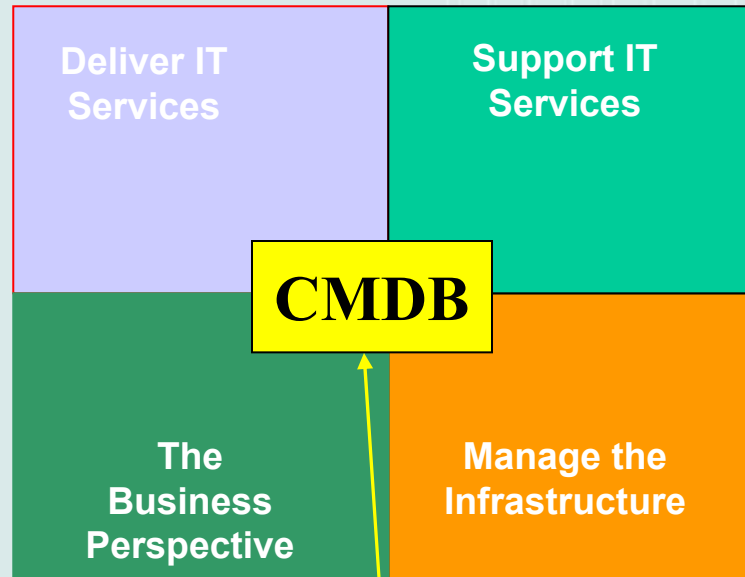 Deliver IT
Services
Support IT
Services
CMDB
The
Business
Perspective
Manage the
Infrastructure